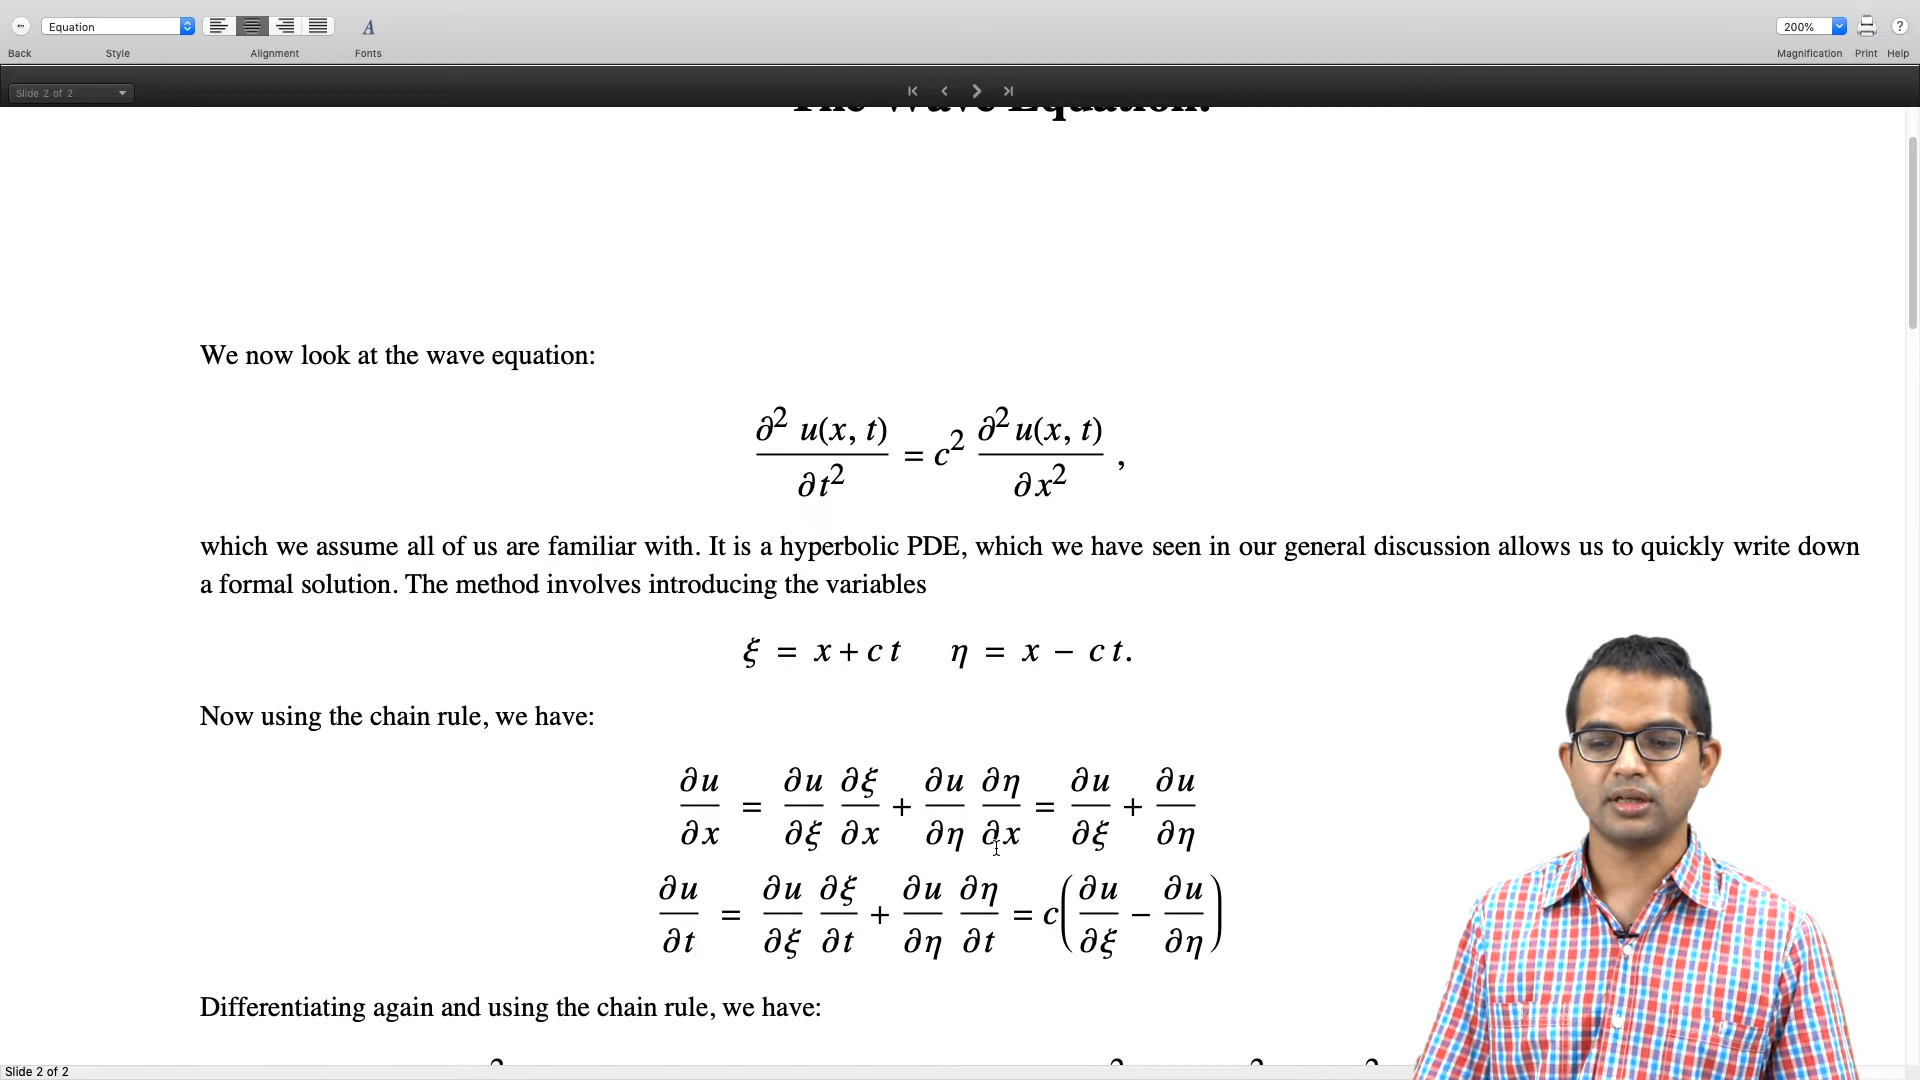 Equation
200%
Back
Style
Alignment
Fonts
Magnification
Print
Help
Slide 2 of 2
The Wave Equation.
We now look at the wave equation:
∂² u(x, t)/∂t² = c² ∂²u(x, t)/∂x² ,
which we assume all of us are familiar with. It is a hyperbolic PDE, which we have seen in our general discussion allows us to quickly write down
a formal solution. The method involves introducing the variables
ξ = x + c t η = x − c t.
Now using the chain rule, we have:
∂u/∂x = ∂u/∂ξ ∂ξ/∂x + ∂u/∂η ∂η/∂x = ∂u/∂ξ + ∂u/∂η
∂u/∂t = ∂u/∂ξ ∂ξ/∂t + ∂u/∂η ∂η/∂t = c(∂u/∂ξ − ∂u/∂η)
Differentiating again and using the chain rule, we have:
Slide 2 of 2